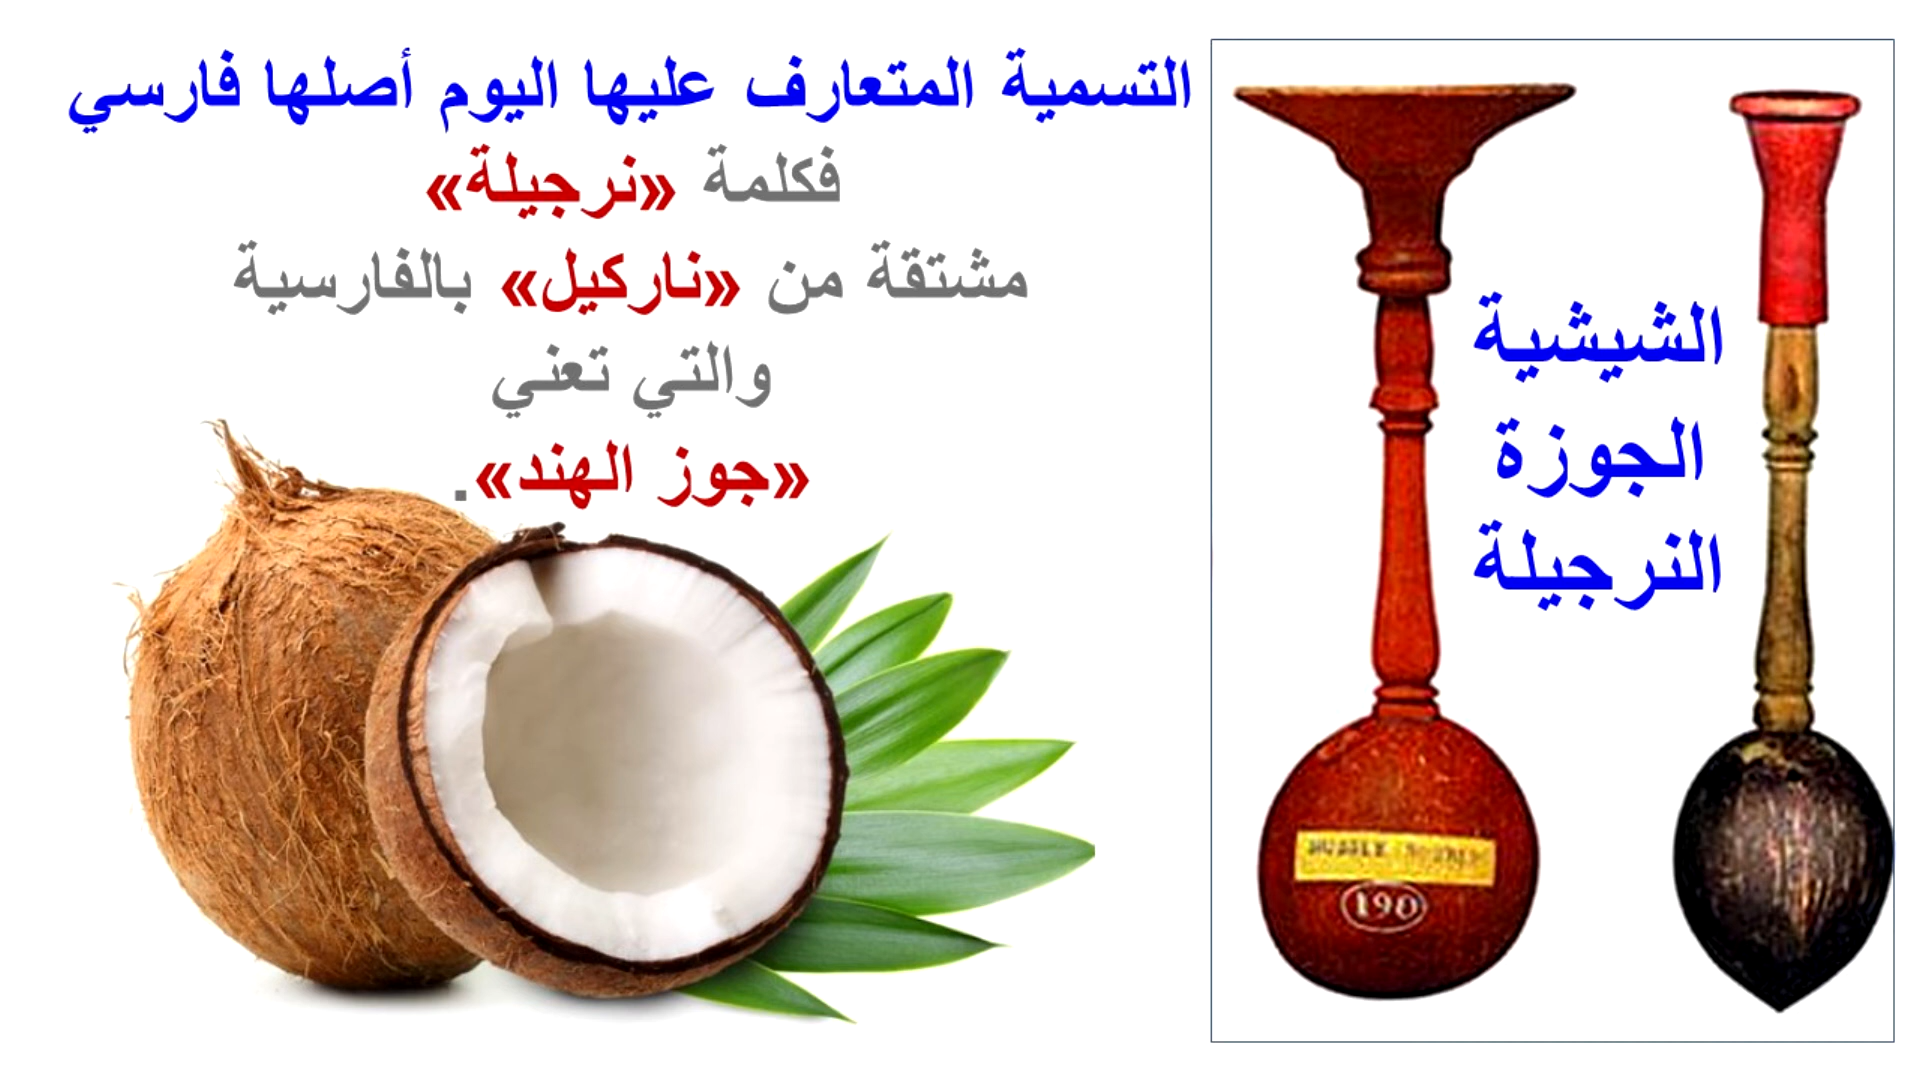 التسمية المتعارف عليها اليوم أصلها فارسي
فكلمة «نرجيلة»
مشتقة من «ناركيل» بالفارسية
والتي تعني
«جوز الهند».
الشيشية
الجوزة
النرجيلة
190